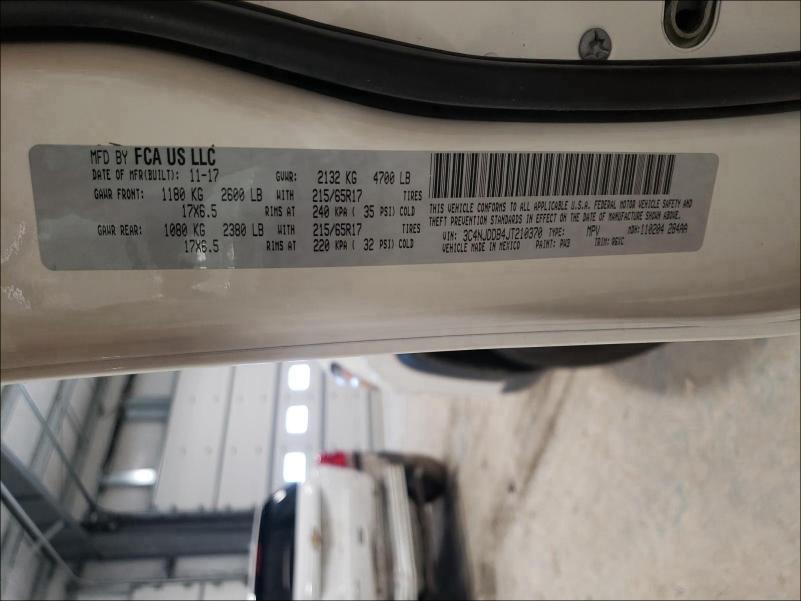 MFD BY FCA US LLC
DATE OF MFR(BUILT): 11-17 GVWR: 2132 KG 4700 LB
GAWR FRONT: 1180 KG 2600 LB WITH 215/65R17 TIRES
17X6.5 RIMS AT 240 KPA ( 35 PSI) COLD
GAWR REAR: 1080 KG 2380 LB WITH 215/65R17 TIRES
17X6.5 RIMS AT 220 KPA ( 32 PSI) COLD
THIS VEHICLE CONFORMS TO ALL APPLICABLE U.S.A. FEDERAL MOTOR VEHICLE SAFETY AND
THEFT PREVENTION STANDARDS IN EFFECT ON THE DATE OF MANUFACTURE SHOWN ABOVE.
VIN: 3C4NJDDB4JT210370 TYPE: MPV MDH: 110204 284AA
VEHICLE MADE IN MEXICO PAINT: PW3 TRIM: